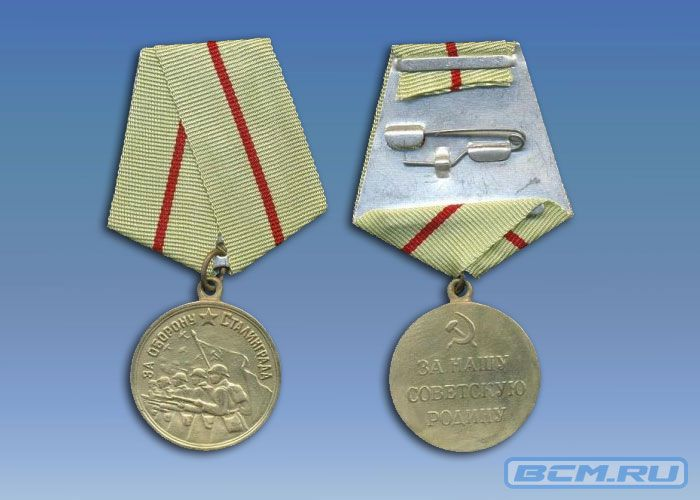 ЗА ОБОРОНУ СТАЛИНГРАДА
ЗА НАШУ
СОВЕТСКУЮ
РОДИНУ
BCM.RU